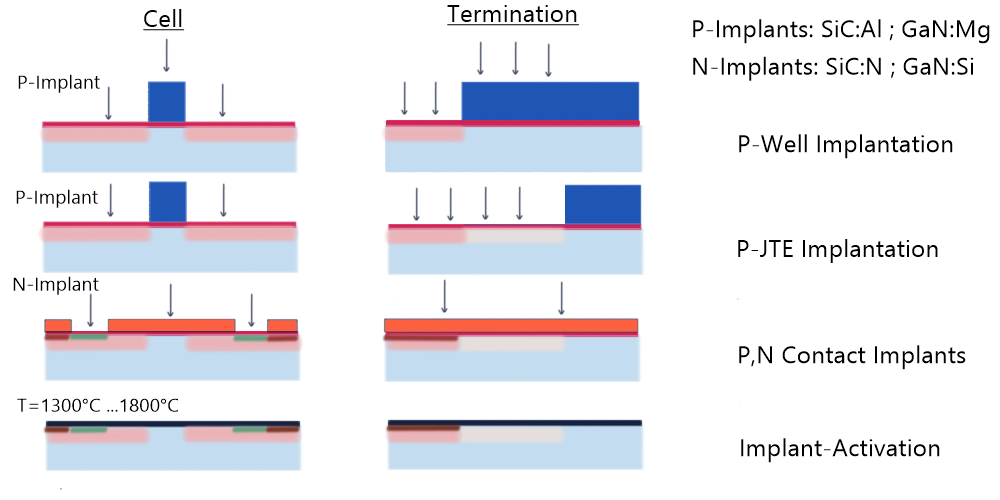 Cell
Termination
P-Implants: SiC:Al ; GaN:Mg
N-Implants: SiC:N ; GaN:Si
P-Implant
P-Well Implantation
P-Implant
P-JTE Implantation
N-Implant
P,N Contact Implants
T=1300°C ...1800°C
Implant-Activation